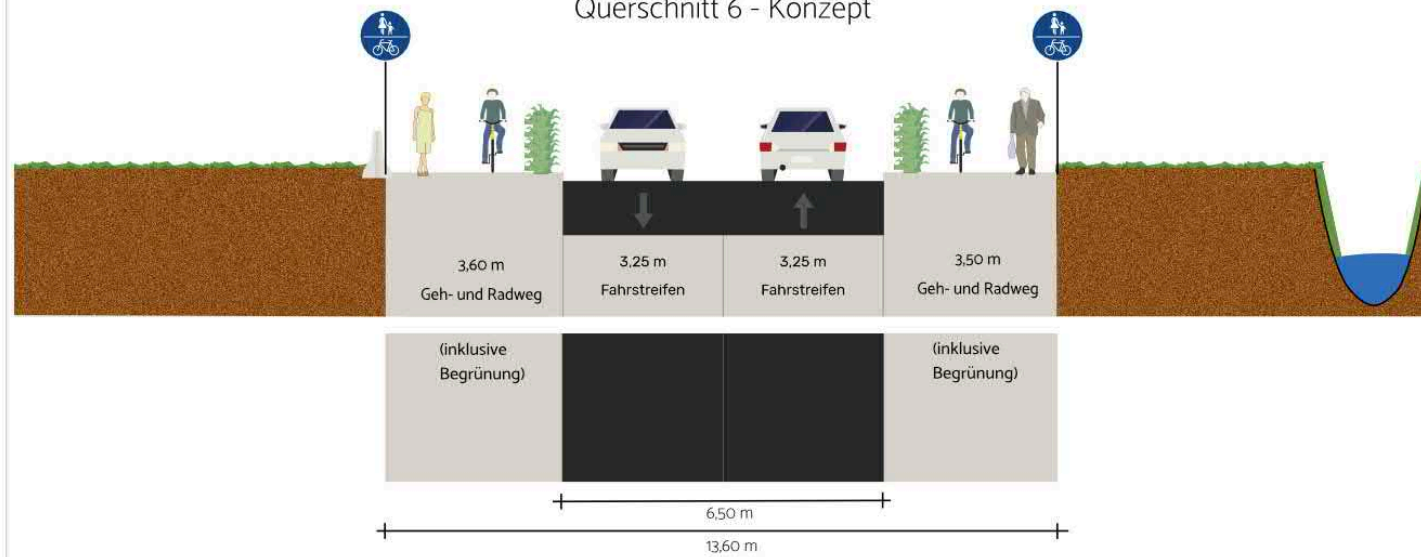 Querschnitt 6 - Konzept
3,60 m
Geh- und Radweg
3,25 m
Fahrstreifen
3,25 m
Fahrstreifen
3,50 m
Geh- und Radweg
(inklusive
Begrünung)
(inklusive
Begrünung)
6,50 m
13,60 m